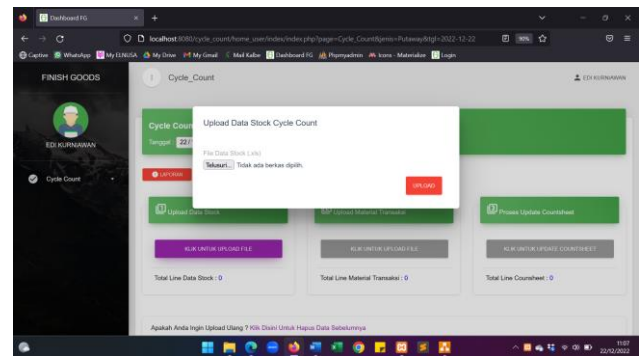 Dashboard FG
localhost:8080/cycle_count/home_user/index/index.php?page=Cycle_Count&jenis=Putaway&tgl=2022-12-22
90%
Captive
WhatsApp
My Drive
My Gmail
Mail Kalbe
Dashboard FG
Phpmyadmin
Icons - Materialize
Login
FINISH GOODS
Cycle_Count
EDI KURNIAWAN
EDI KURNIAWAN
Cycle Count
Cycle Coun
Tanggal
22/
LAPORAN
Upload Data Stock Cycle Count
File Data Stock (.xls)
Telusuri... Tidak ada berkas dipilih.
UPLOAD
Upload Data Stock
Upload Material Transaksi
Proses Update Countsheet
KLIK UNTUK UPLOAD FILE
KLIK UNTUK UPLOAD FILE
KLIK UNTUK UPDATE COUNTSHEET
Total Line Data Stock : 0
Total Line Material Transaksi : 0
Total Line Counsheet : 0
Apakah Anda Ingin Upload Ulang ? Klik Disini Untuk Hapus Data Sebelumnya
11:07
22/12/2022